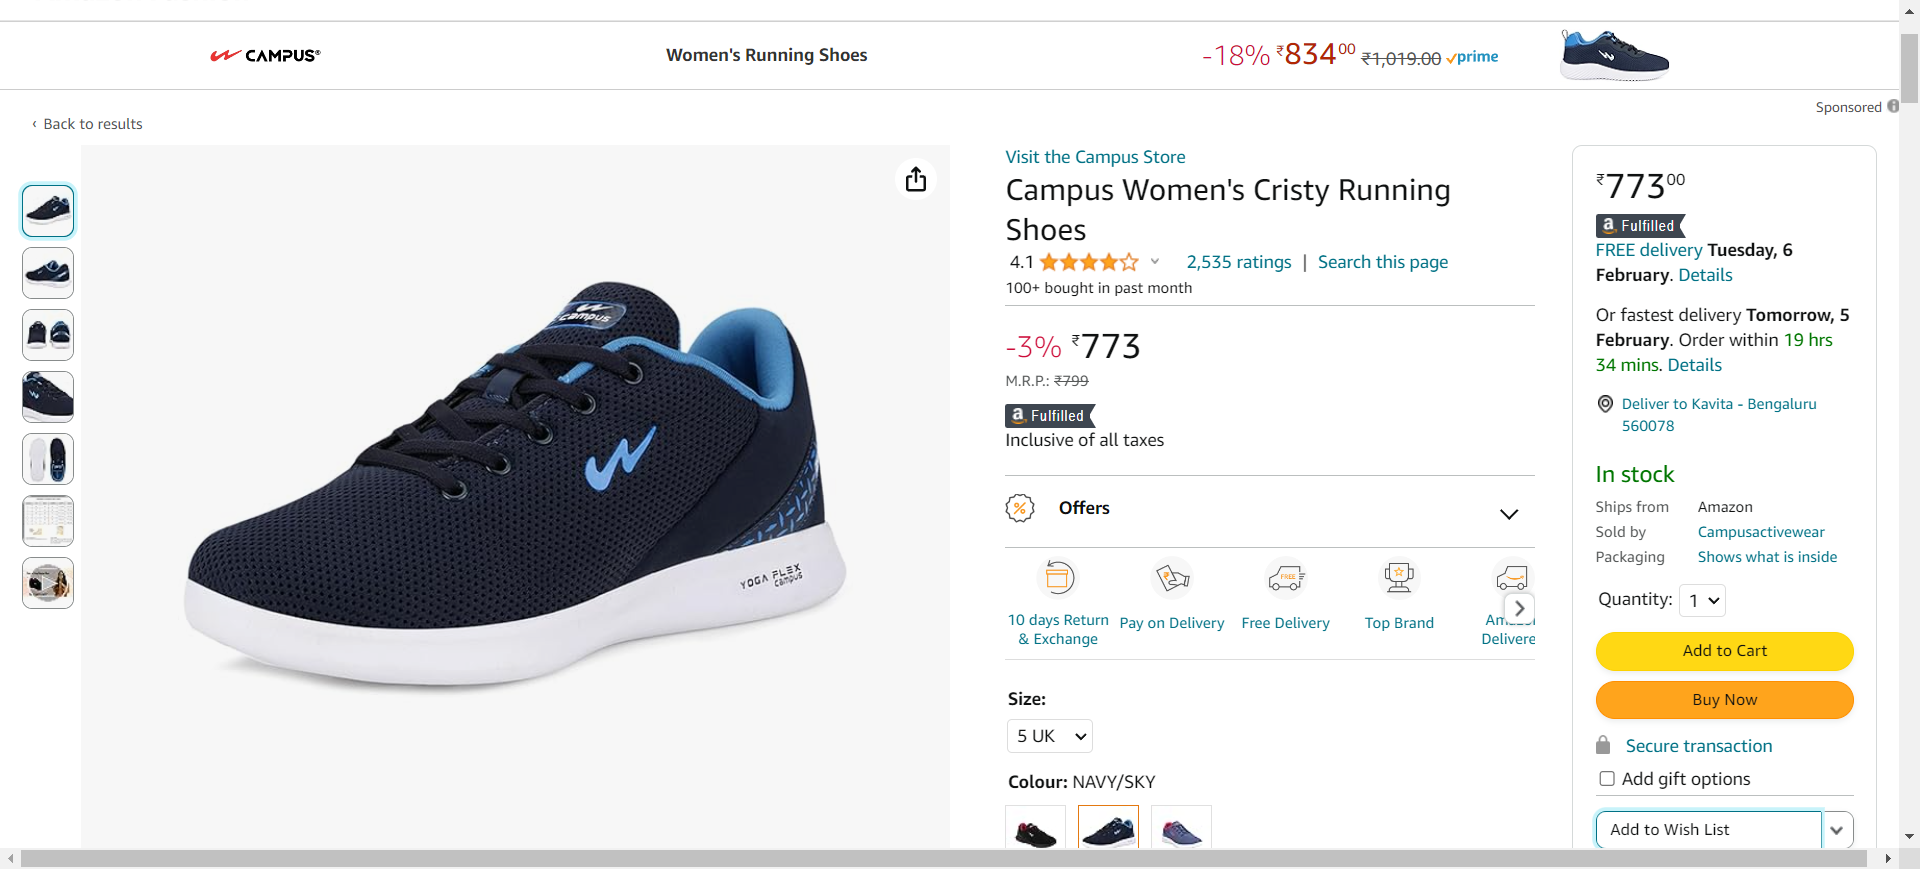 CAMPUS®
Women's Running Shoes
-18% ₹83400 ₹1,019.00 prime
Sponsored
‹ Back to results
campus
YOGA FLEX
campus
Visit the Campus Store
Campus Women's Cristy Running
Shoes
4.1 2,535 ratings | Search this page
100+ bought in past month
-3% ₹773
M.R.P.: ₹799
a Fulfilled
Inclusive of all taxes
Offers
10 days Return
& Exchange
Pay on Delivery
FREE
Free Delivery
Top Brand
Delivere
Size:
5 UK
Colour: NAVY/SKY
₹77300
a Fulfilled
FREE delivery Tuesday, 6
February. Details
Or fastest delivery Tomorrow, 5
February. Order within 19 hrs
34 mins. Details
Deliver to Kavita - Bengaluru
560078
In stock
Ships from Amazon
Sold by Campusactivewear
Packaging Shows what is inside
Quantity: 1
Add to Cart
Buy Now
Secure transaction
Add gift options
Add to Wish List